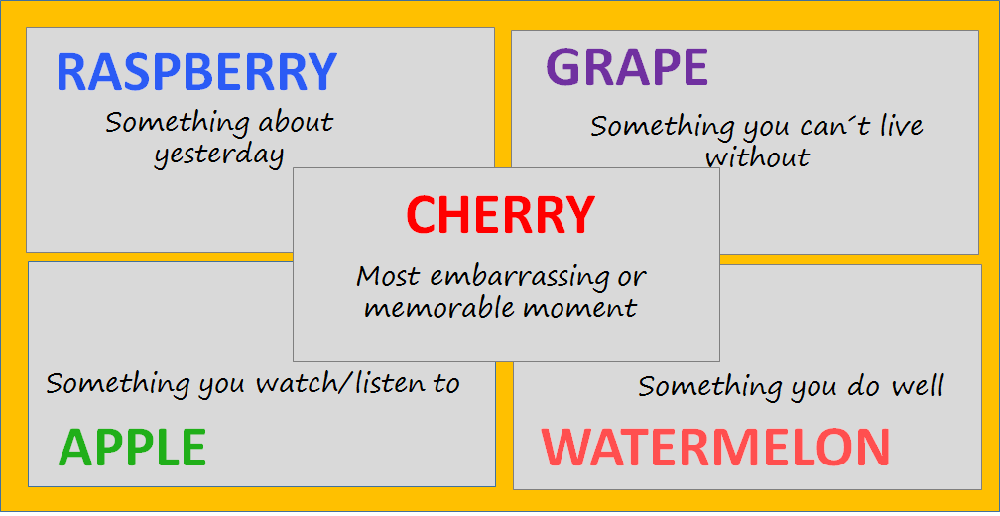 RASPBERRY
Something about
yesterday
GRAPE
Something you can´t live
without
CHERRY
Most embarrassing or
memorable moment
Something you watch/listen to
APPLE
Something you do well
WATERMELON